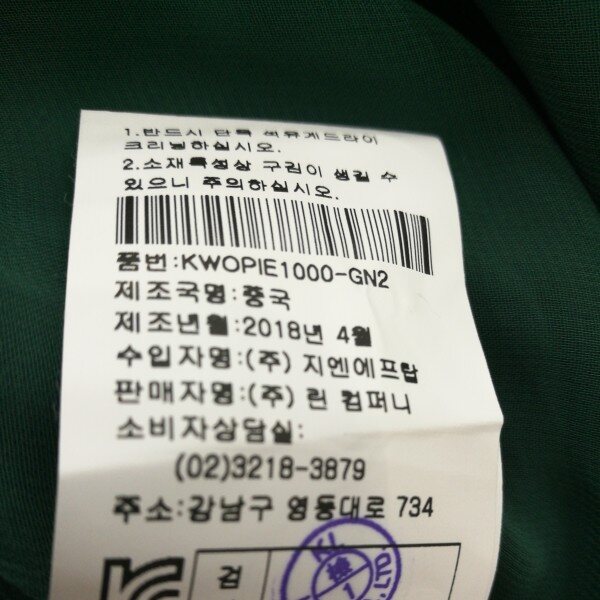 1.반드시 단독 석유계드라이
크리닝하십시오.
2.소재특성상 구김이 생길 수
있으니 주의하십시오.
품번:KWOPIE1000-GN2
제조국명:중국
제조년월:2018년 4월
수입자명:(주) 지엔에프탑
판매자명:(주) 린 컴퍼니
소비자상담실:
(02)3218-3879
주소:강남구 영동대로 734
검
檢
1